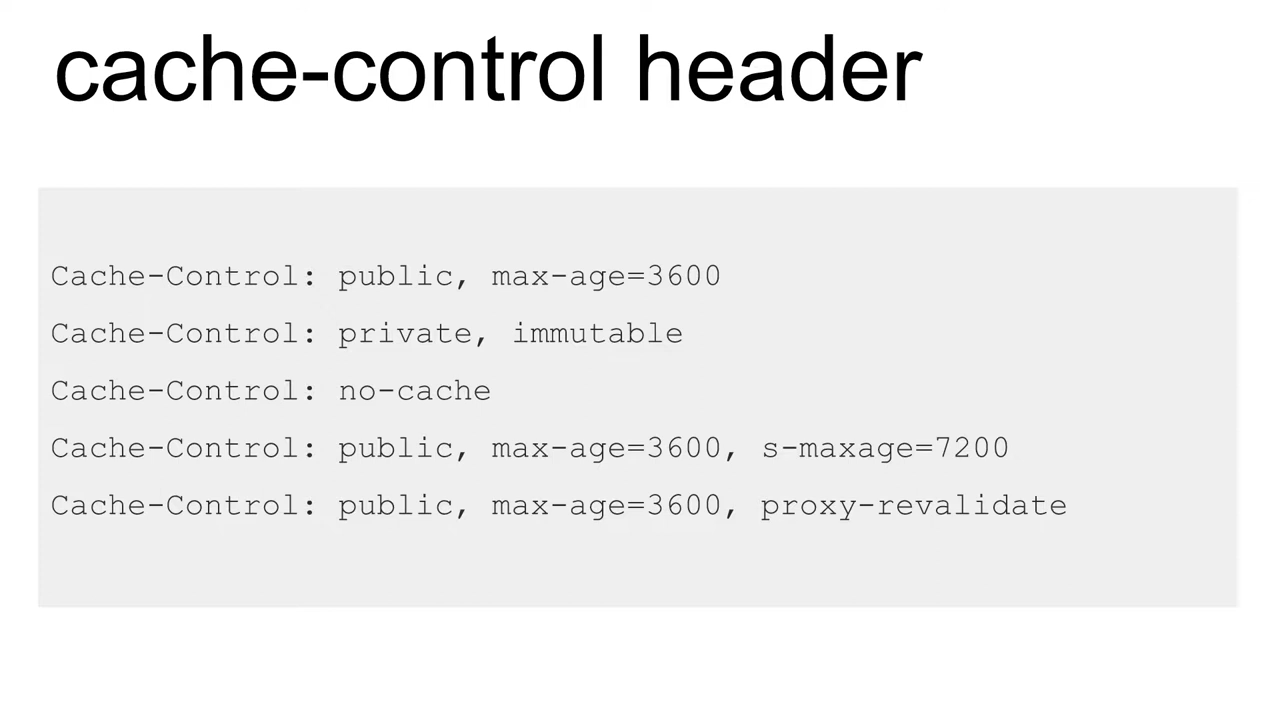 cache-control header
Cache-Control: public, max-age=3600
Cache-Control: private, immutable
Cache-Control: no-cache
Cache-Control: public, max-age=3600, s-maxage=7200
Cache-Control: public, max-age=3600, proxy-revalidate